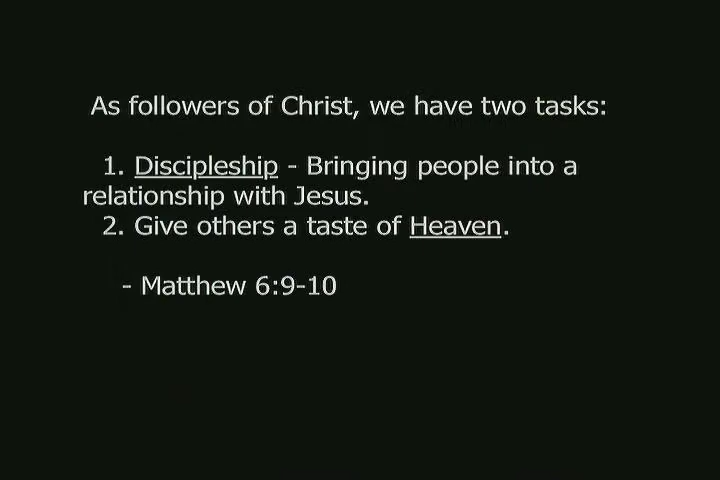 As followers of Christ, we have two tasks:
1. Discipleship - Bringing people into a
relationship with Jesus.
2. Give others a taste of Heaven.
- Matthew 6:9-10